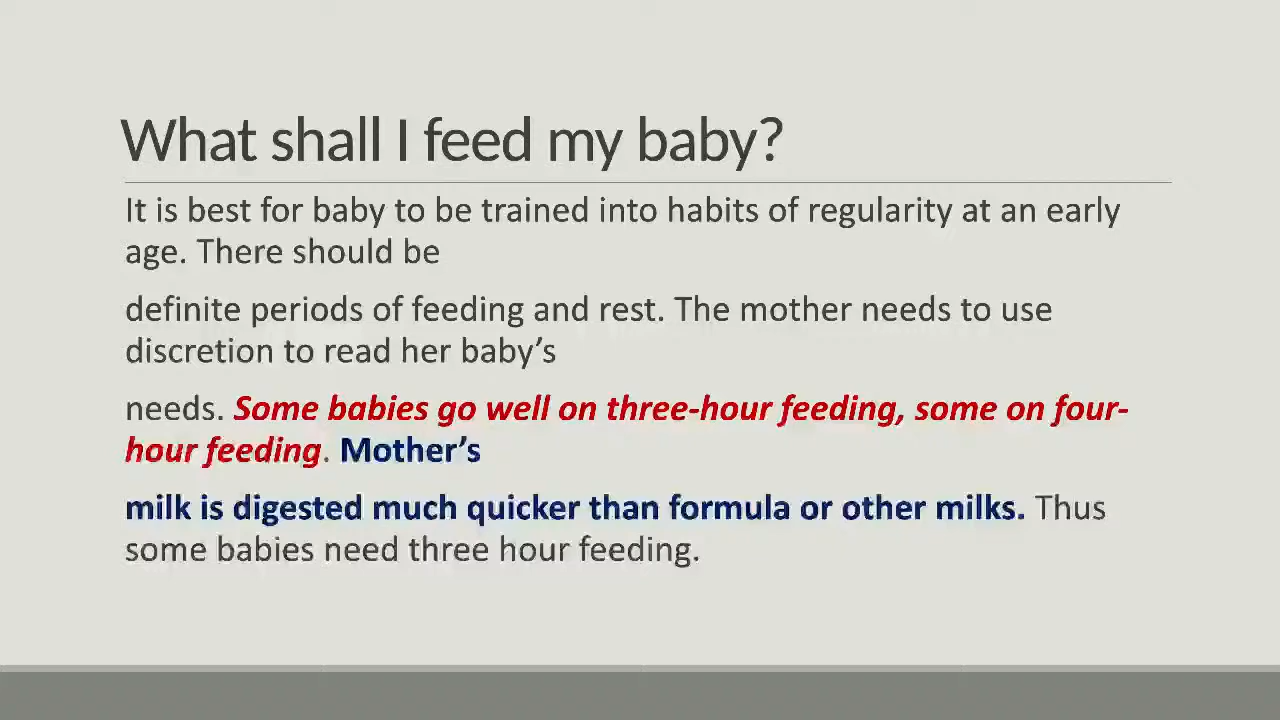 What shall I feed my baby?
It is best for baby to be trained into habits of regularity at an early
age. There should be
definite periods of feeding and rest. The mother needs to use
discretion to read her baby’s
needs. Some babies go well on three-hour feeding, some on four-
hour feeding. Mother’s
milk is digested much quicker than formula or other milks. Thus
some babies need three hour feeding.